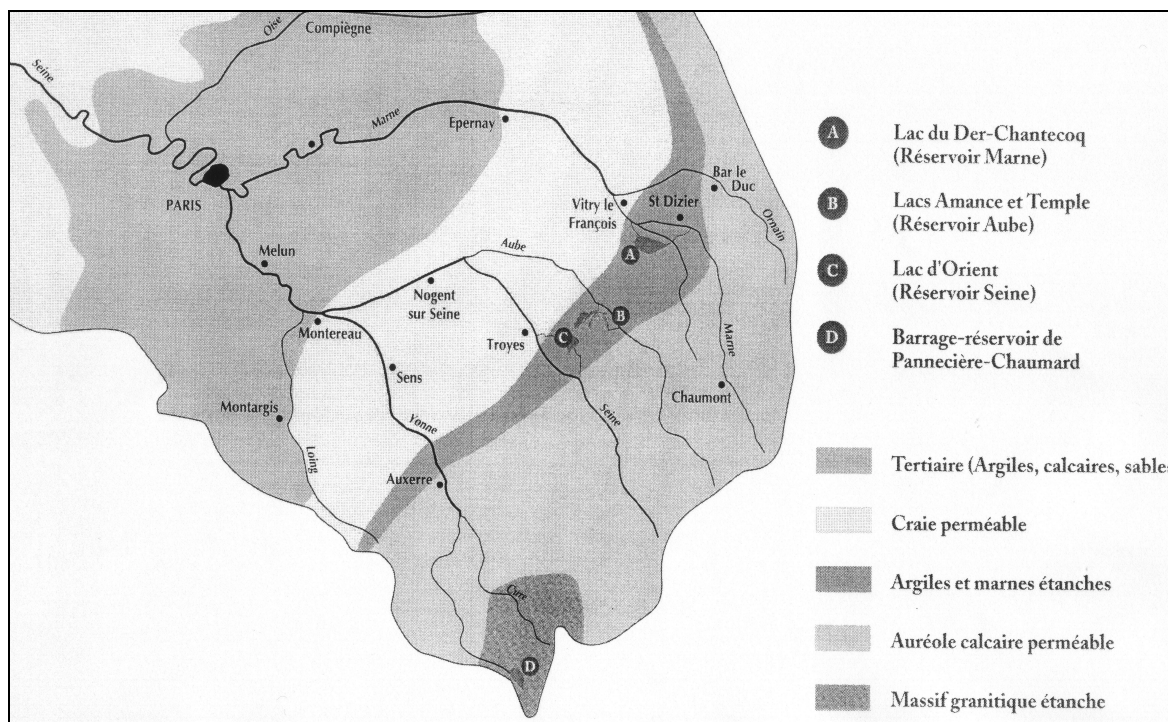 Oise
Compiègne
Seine
Marne
Epernay
PARIS
Bar le
Duc
St Dizier
Vitry le
François
Ornain
Aube
A
Melun
Nogent
sur Seine
B
Montereau
Troyes
C
Marne
Sens
Chaumont
Montargis
Yonne
Seine
Loing
Auxerre
Cure
D
A
Lac du Der-Chantecoq
(Réservoir Marne)
B
Lacs Amance et Temple
(Réservoir Aube)
C
Lac d'Orient
(Réservoir Seine)
D
Barrage-réservoir de
Pannecière-Chaumard
Tertiaire (Argiles, calcaires, sables
Craie perméable
Argiles et marnes étanches
Auréole calcaire perméable
Massif granitique étanche